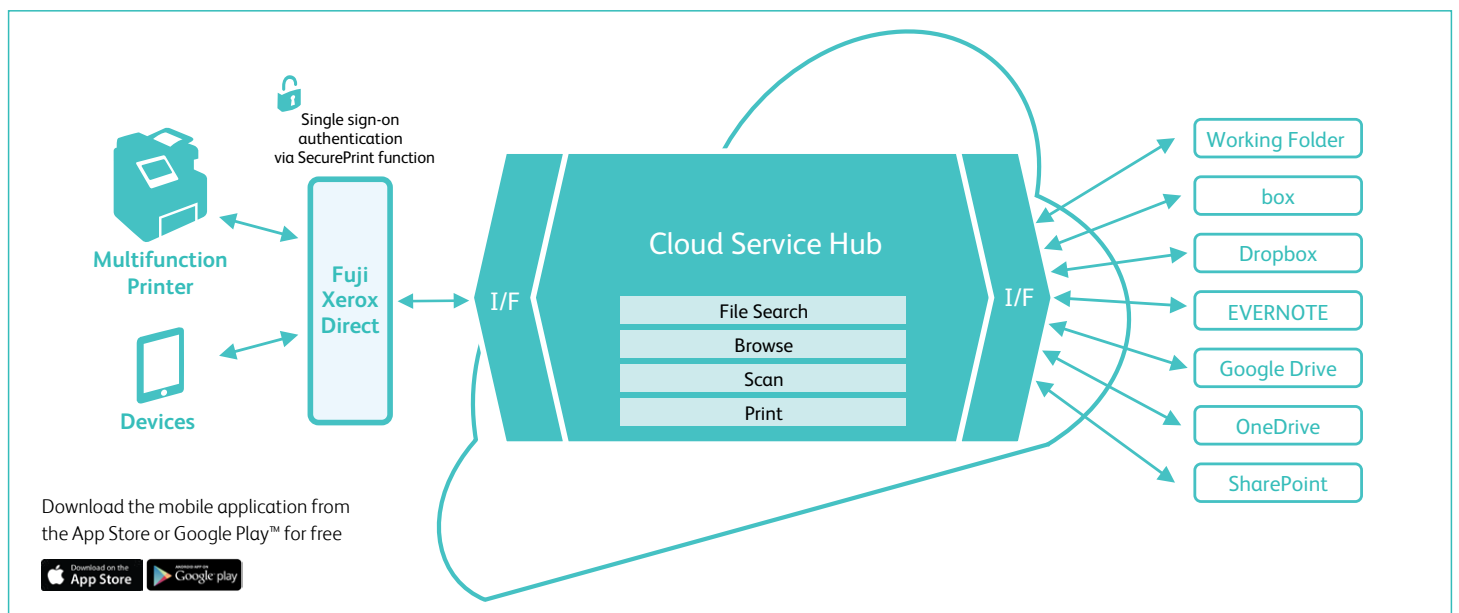 Single sign-on
authentication
via SecurePrint function
Multifunction
Printer
Devices
Fuji
Xerox
Direct
I/F
Cloud Service Hub
File Search
Browse
Scan
Print
I/F
Working Folder
box
Dropbox
EVERNOTE
Google Drive
OneDrive
SharePoint
Download the mobile application from
the App Store or Google Play™ for free
Download on the
App Store
ANDROID APP ON
Google play